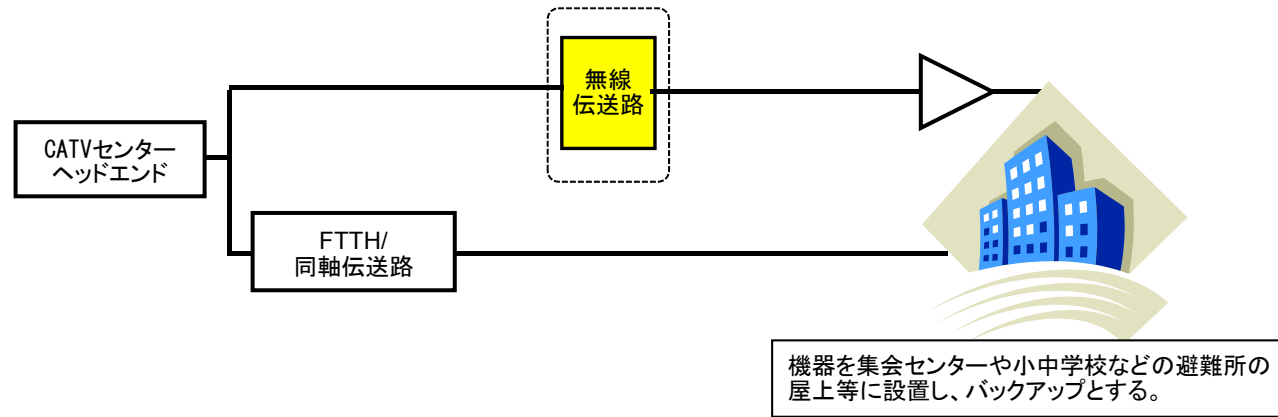 無線
伝送路
CATVセンター
ヘッドエンド
FTTH/
同軸伝送路
機器を集会センターや小中学校などの避難所の
屋上等に設置し、バックアップとする。